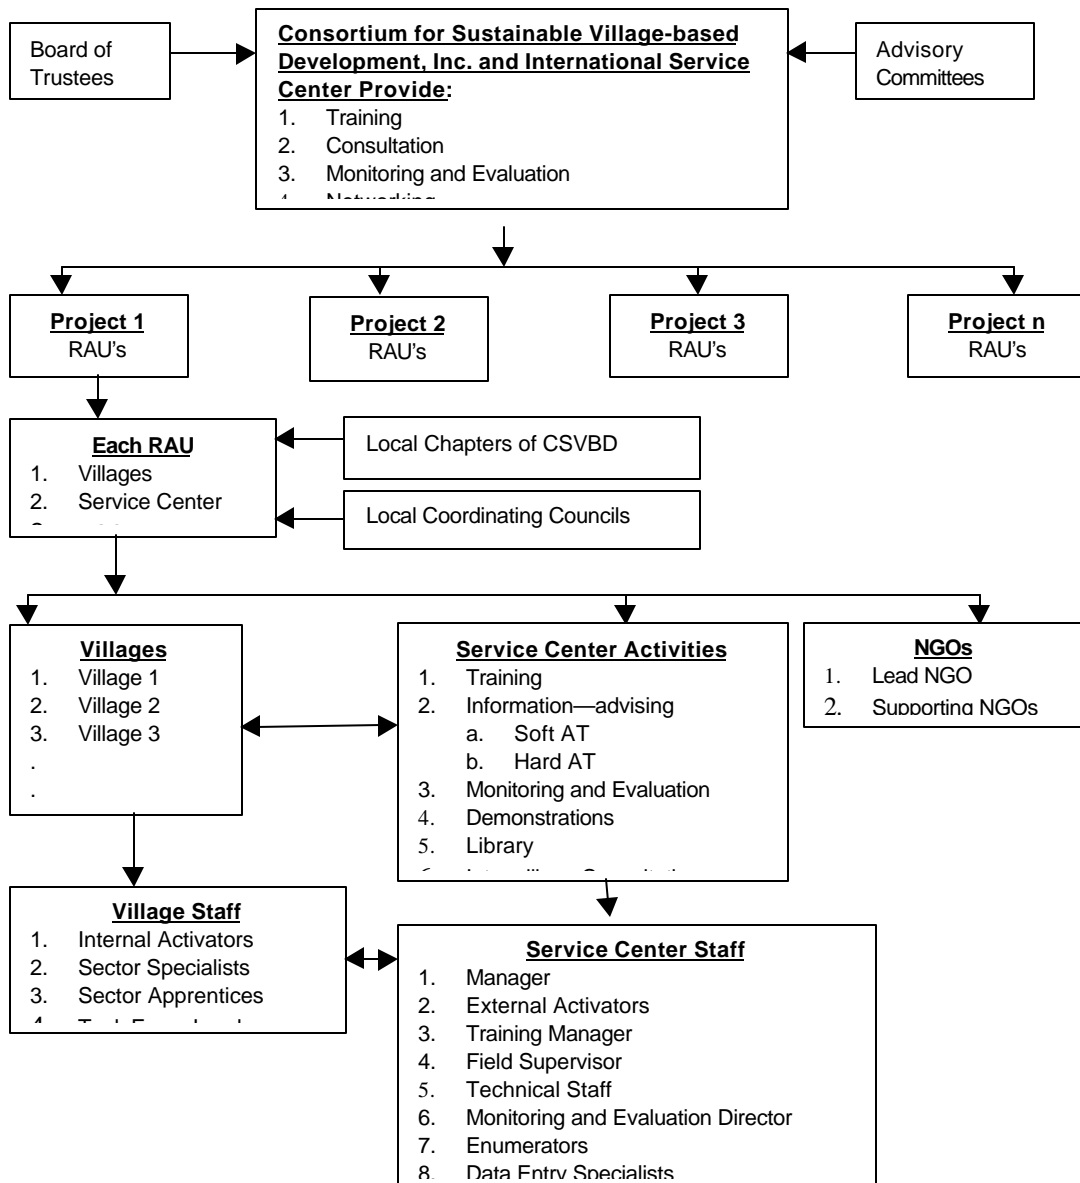 Board of
Trustees
Consortium for Sustainable Village-based
Development, Inc. and International Service
Center Provide:
1. Training
2. Consultation
3. Monitoring and Evaluation
4. Networking
Advisory
Committees
Project 1
RAU's
Project 2
RAU's
Project 3
RAU's
Project n
RAU's
Each RAU
1. Villages
2. Service Center
Local Chapters of CSVBD
Local Coordinating Councils
Villages
1. Village 1
2. Village 2
3. Village 3
.
.
Service Center Activities
1. Training
2. Information—advising
a. Soft AT
b. Hard AT
3. Monitoring and Evaluation
4. Demonstrations
5. Library
NGOs
1. Lead NGO
2. Supporting NGOs
Village Staff
1. Internal Activators
2. Sector Specialists
3. Sector Apprentices
Service Center Staff
1. Manager
2. External Activators
3. Training Manager
4. Field Supervisor
5. Technical Staff
6. Monitoring and Evaluation Director
7. Enumerators
8. Data Entry Specialists